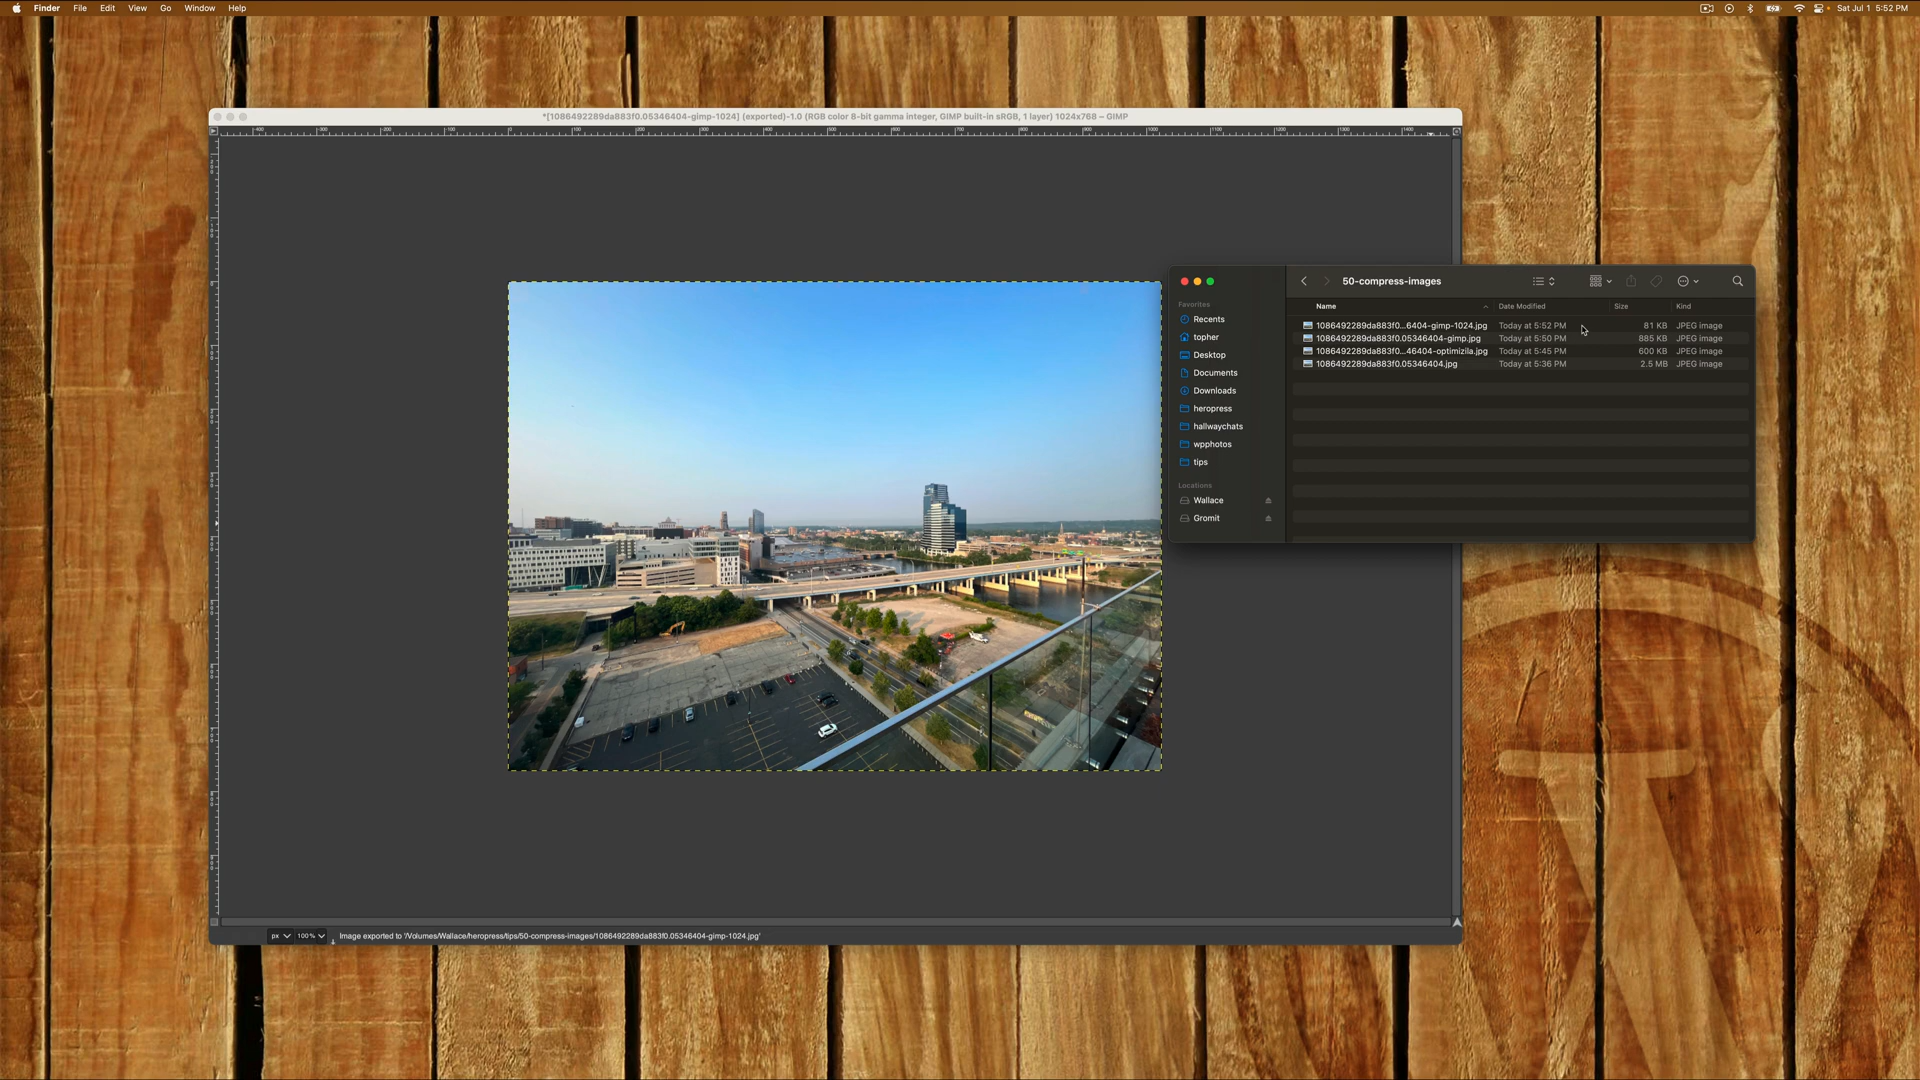 Finder File Edit View Go Window Help
Sat Jul 1 5:52 PM
*[1086492289da883f0.05346404-gimp-1024] (exported)-1.0 (RGB color 8-bit gamma integer, GIMP built-in sRGB, 1 layer) 1024x768 – GIMP
50-compress-images
Favorites
Recents
topher
Desktop
Documents
Downloads
heropress
hallwaychats
wpphotos
tips
Locations
Wallace
Gromit
Name Date Modified Size Kind
1086492289da883f0...6404-gimp-1024.jpg Today at 5:52 PM 81 KB JPEG image
1086492289da883f0.05346404-gimp.jpg Today at 5:50 PM 885 KB JPEG image
1086492289da883f0...46404-optimizila.jpg Today at 5:45 PM 600 KB JPEG image
1086492289da883f0.05346404.jpg Today at 5:36 PM 2.5 MB JPEG image
px 100% Image exported to '/Volumes/Wallace/heropress/tips/50-compress-images/1086492289da883f0.05346404-gimp-1024.jpg'